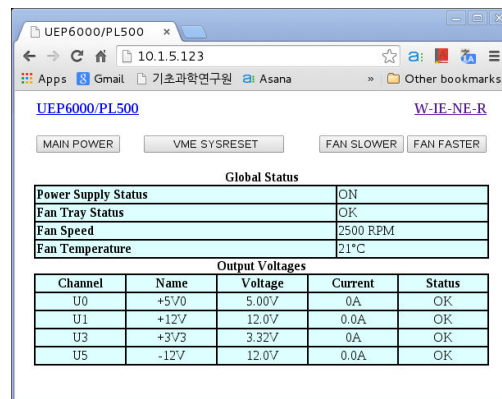 UEP6000/PL500
10.1.5.123
Apps Gmail 기초과학연구원 Asana » Other bookmarks
UEP6000/PL500 W-IE-NE-R
MAIN POWER VME SYSRESET FAN SLOWER FAN FASTER
Global Status
Power Supply Status ON
Fan Tray Status OK
Fan Speed 2500 RPM
Fan Temperature 21°C
Output Voltages
Channel Name Voltage Current Status
U0 +5V0 5.00V 0A OK
U1 +12V 12.0V 0.0A OK
U3 +3V3 3.32V 0A OK
U5 -12V 12.0V 0.0A OK